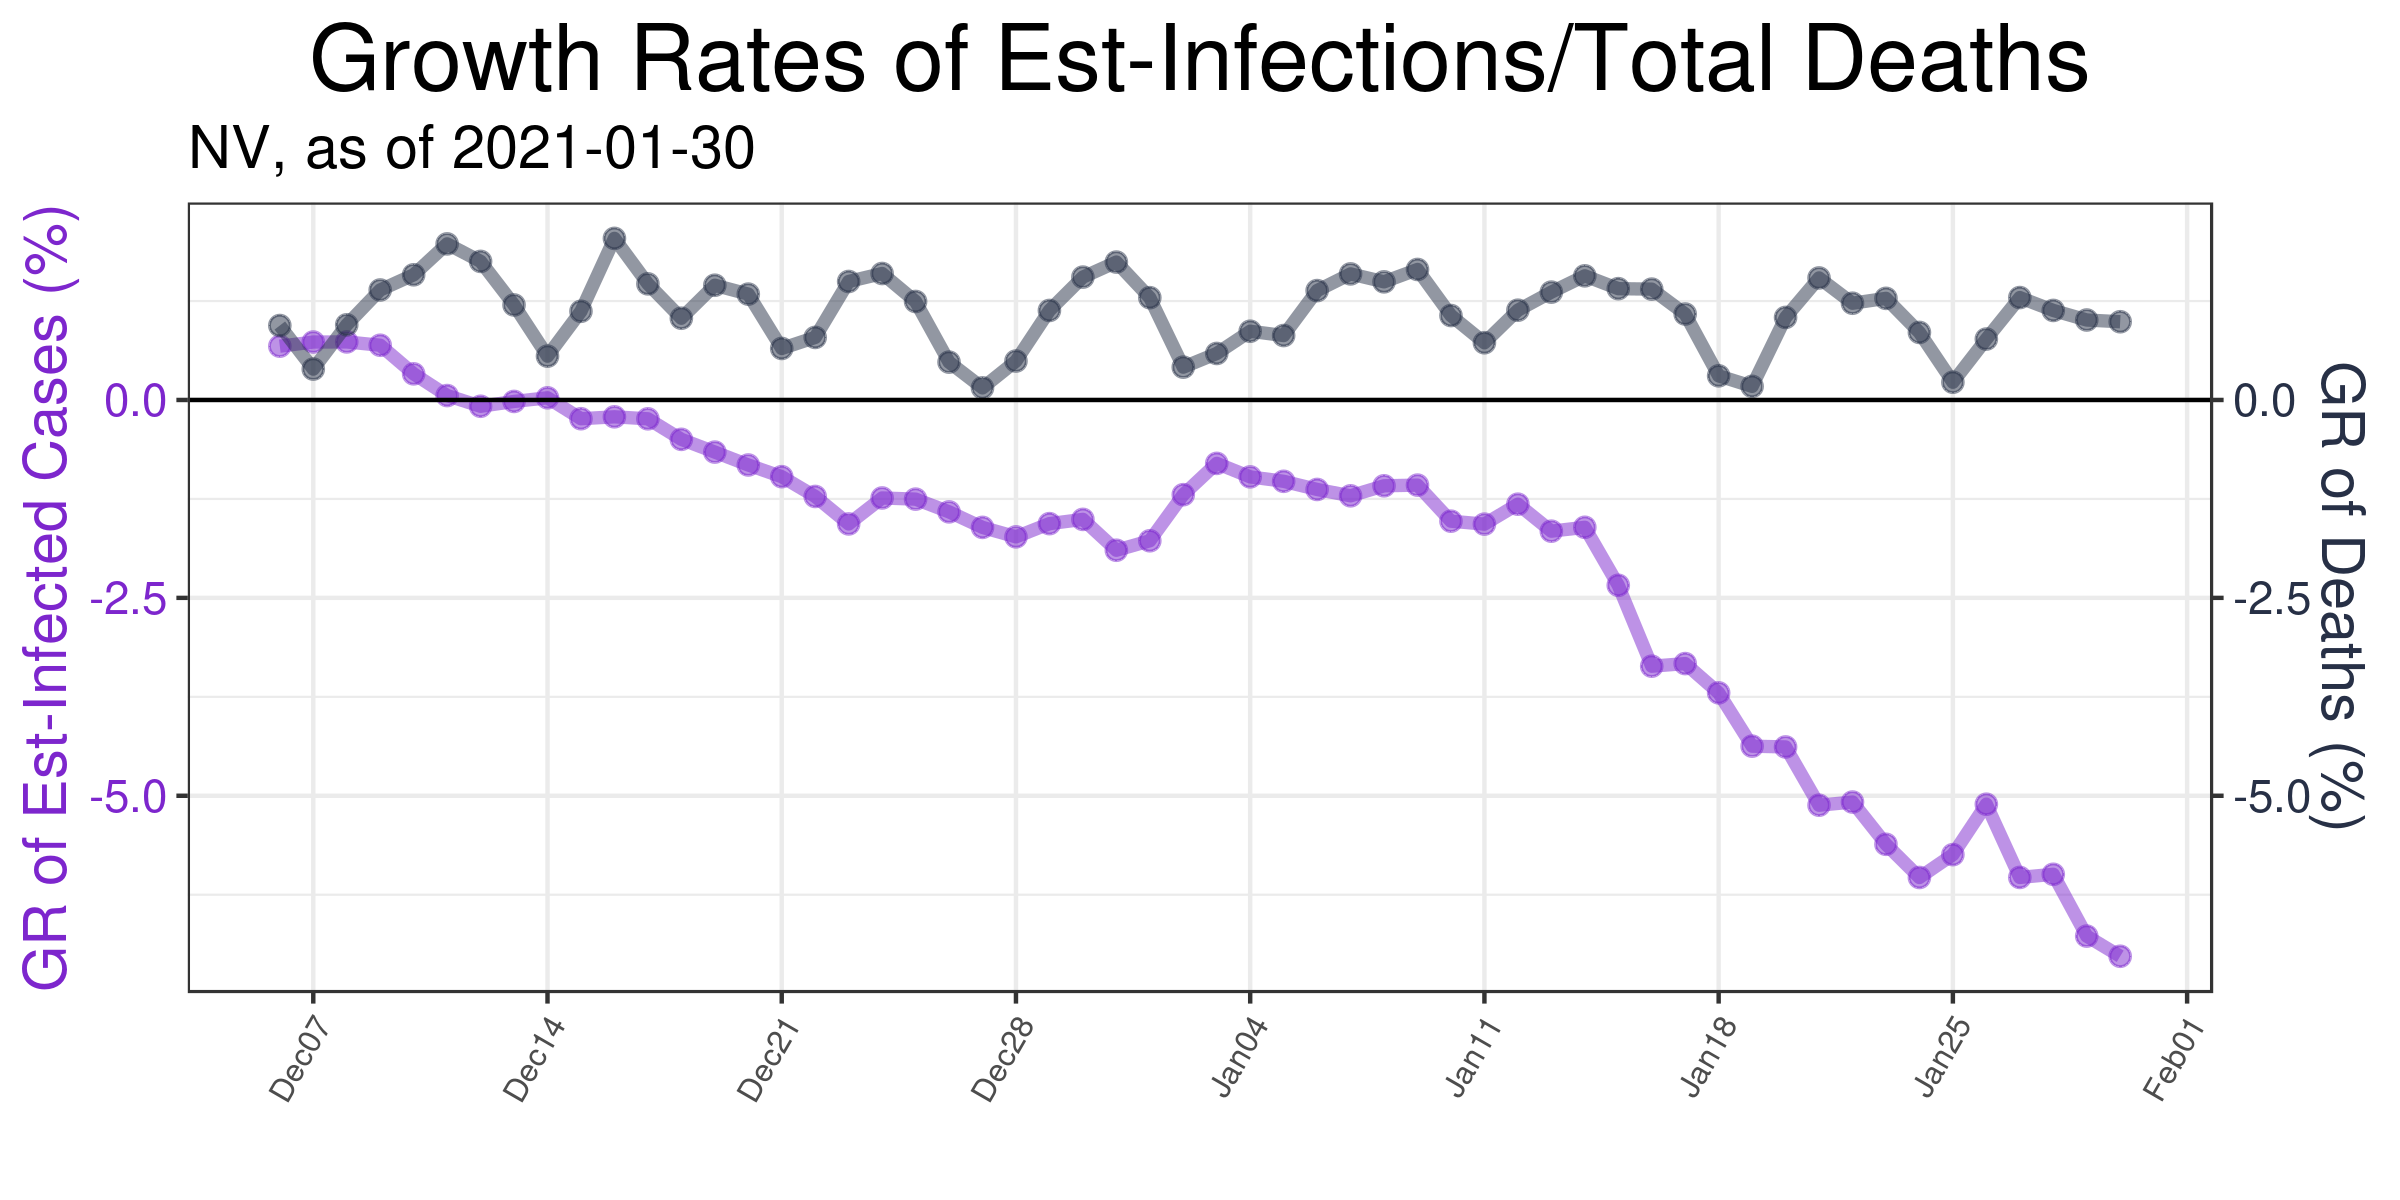 Growth Rates of Est-Infections/Total Deaths
NV, as of 2021-01-30
GR of Est-Infected Cases (%)
0.0
-2.5
-5.0
0.0
-2.5
-5.0
GR of Deaths (%)
Dec07
Dec14
Dec21
Dec28
Jan04
Jan11
Jan18
Jan25
Feb01